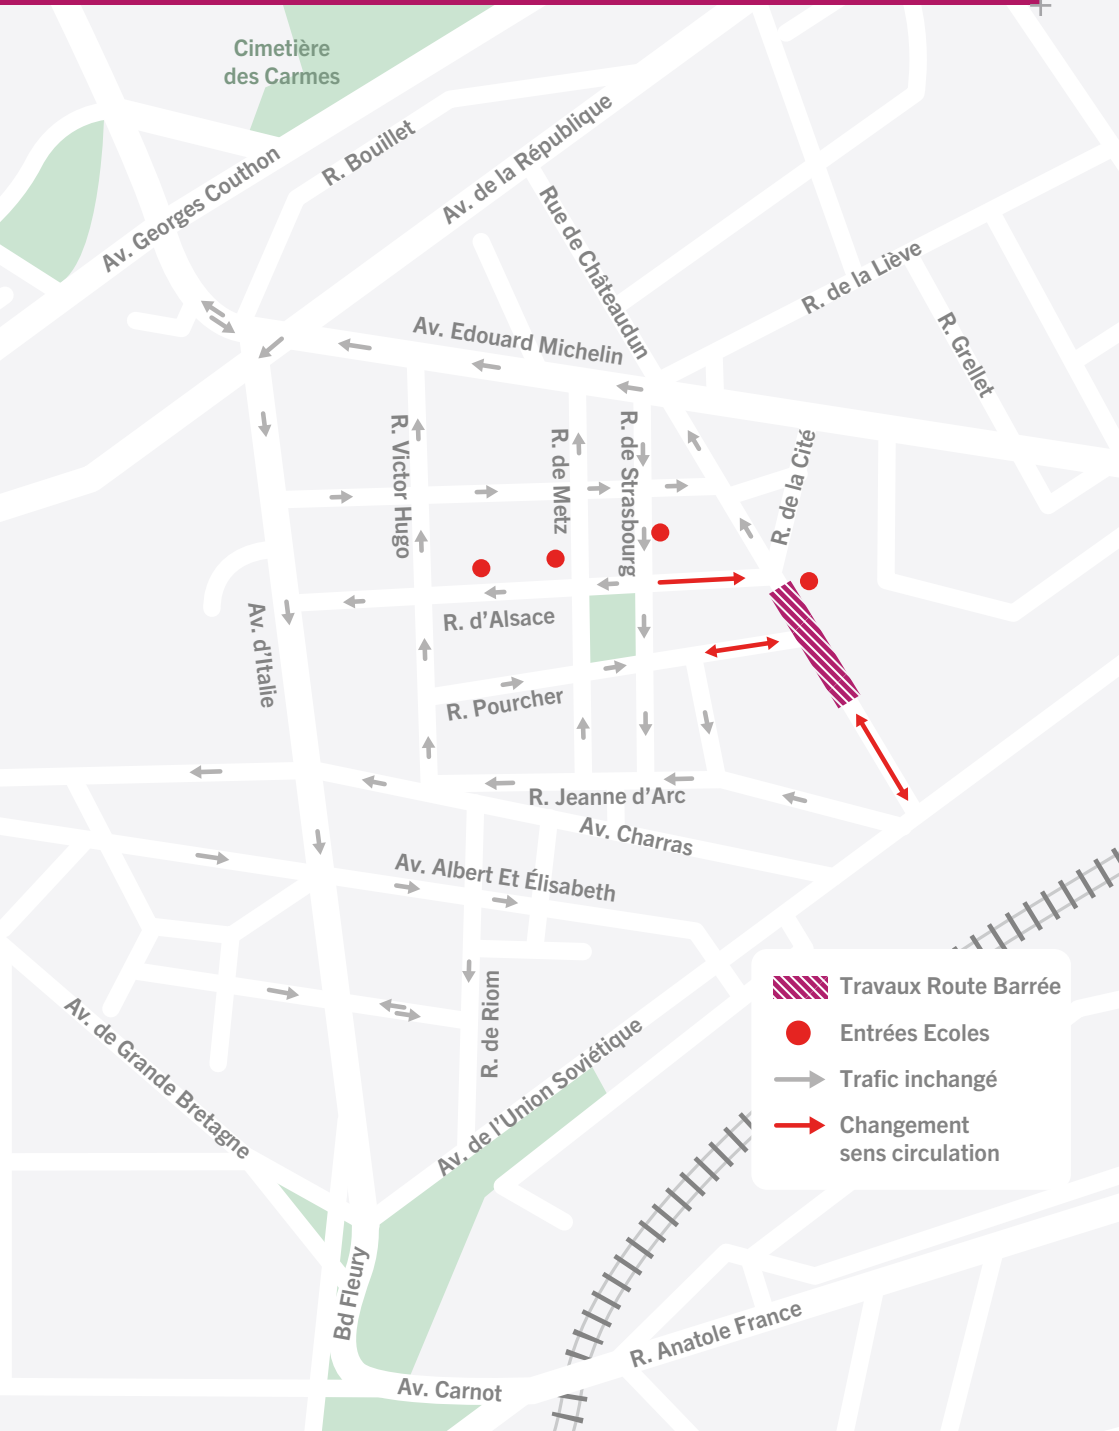 Cimetière
des Carmes
R. Bouillet
Av. de la République
Av. Georges Couthon
Rue de Châteaudun
R. de la Liève
R. Grellet
Av. Edouard Michelin
R. Victor Hugo
R. de Metz
R. de Strasbourg
R. de la Cité
R. d'Alsace
Av. d'Italie
R. Pourcher
R. Jeanne d'Arc
Av. Charras
Av. Albert Et Élisabeth
R. de Riom
Av. de Grande Bretagne
Av. de l'Union Soviétique
Travaux Route Barrée
Entrées Ecoles
Trafic inchangé
Changement
sens circulation
Bd Fleury
R. Anatole France
Av. Carnot